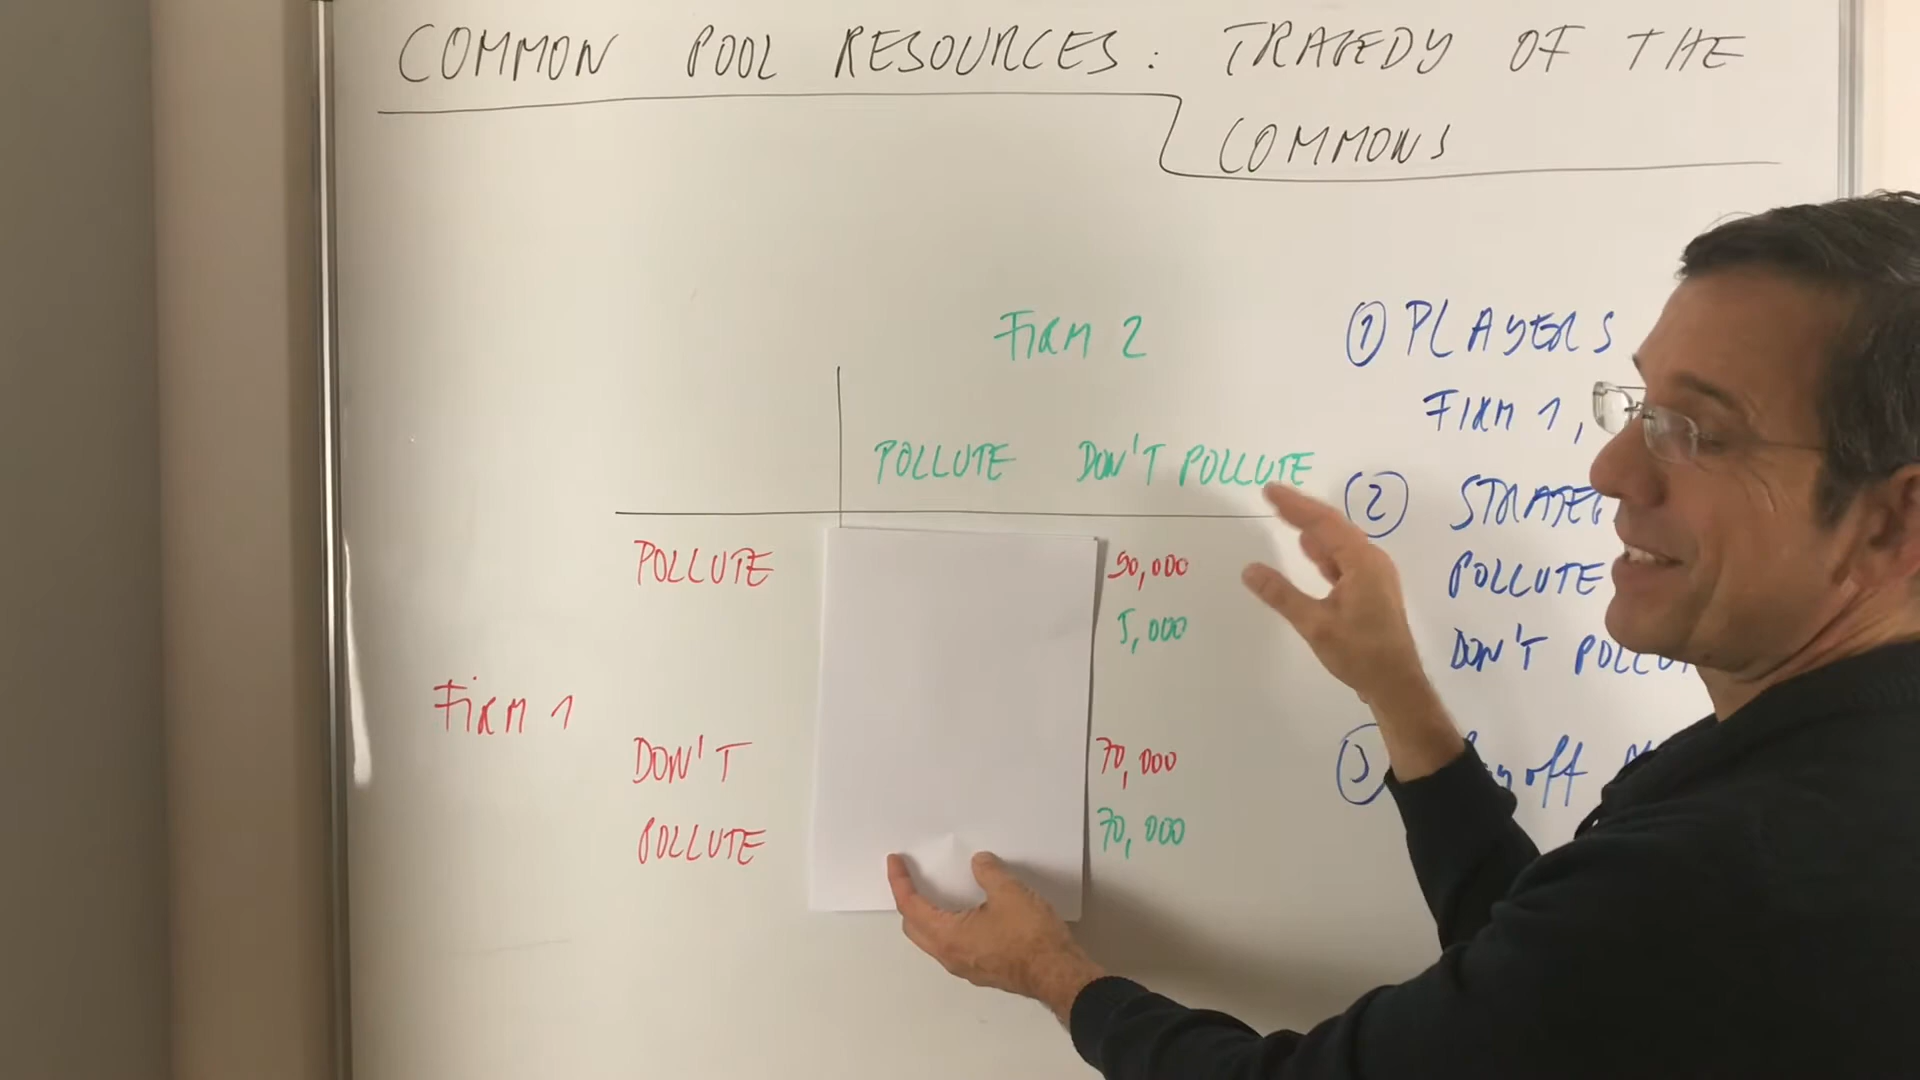 COMMON POOL RESOURCES: TRAGEDY OF THE
COMMONS
FIRM 2
POLLUTE DON'T POLLUTE
POLLUTE
,000
5,000
FIRM 1
DON'T
POLLUTE
70,000
70,000
① PLAYERS
FIRM 1,
②
POLLUTE
DON'T
③